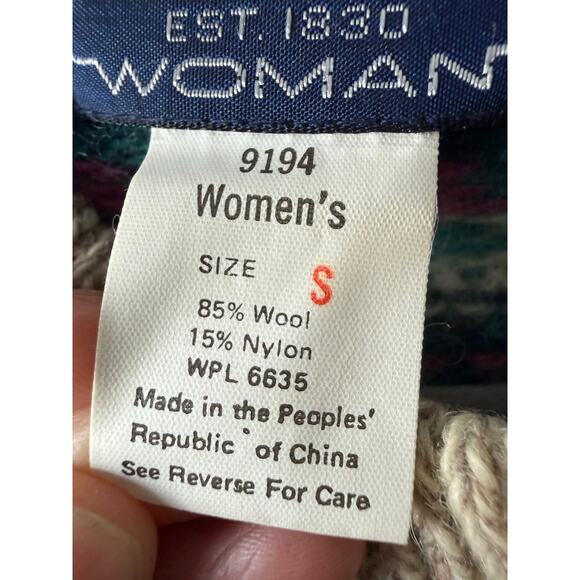 EST. 1830
WOMAN
9194
Women's
SIZE S
85% Wool
15% Nylon
WPL 6635
Made in the Peoples'
Republic of China
See Reverse For Care